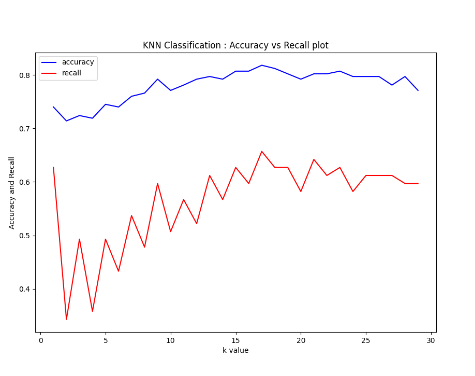 KNN Classification : Accuracy vs Recall plot
accuracy
recall
0.8
0.7
0.6
0.5
0.4
Accuracy and Recall
0 5 10 15 20 25 30
k value